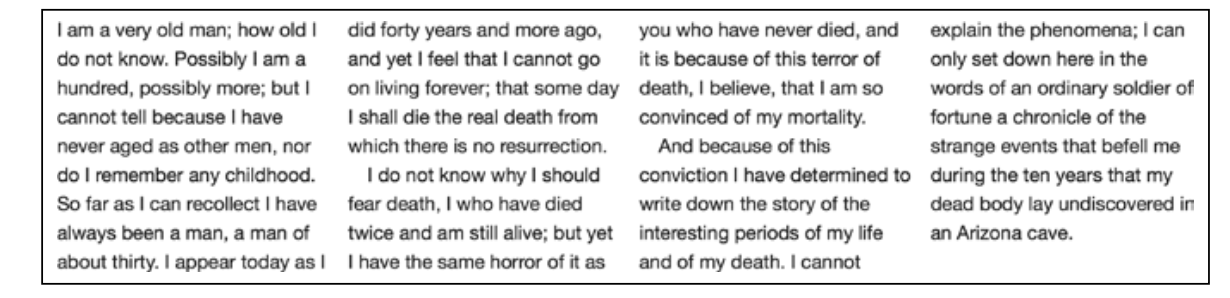 I am a very old man; how old I
do not know. Possibly I am a
hundred, possibly more; but I
cannot tell because I have
never aged as other men, nor
do I remember any childhood.
So far as I can recollect I have
always been a man, a man of
about thirty. I appear today as I
did forty years and more ago,
and yet I feel that I cannot go
on living forever; that some day
I shall die the real death from
which there is no resurrection.
I do not know why I should
fear death, I who have died
twice and am still alive; but yet
I have the same horror of it as
you who have never died, and
it is because of this terror of
death, I believe, that I am so
convinced of my mortality.
And because of this
conviction I have determined to
write down the story of the
interesting periods of my life
and of my death. I cannot
explain the phenomena; I can
only set down here in the
words of an ordinary soldier of
fortune a chronicle of the
strange events that befell me
during the ten years that my
dead body lay undiscovered in
an Arizona cave.